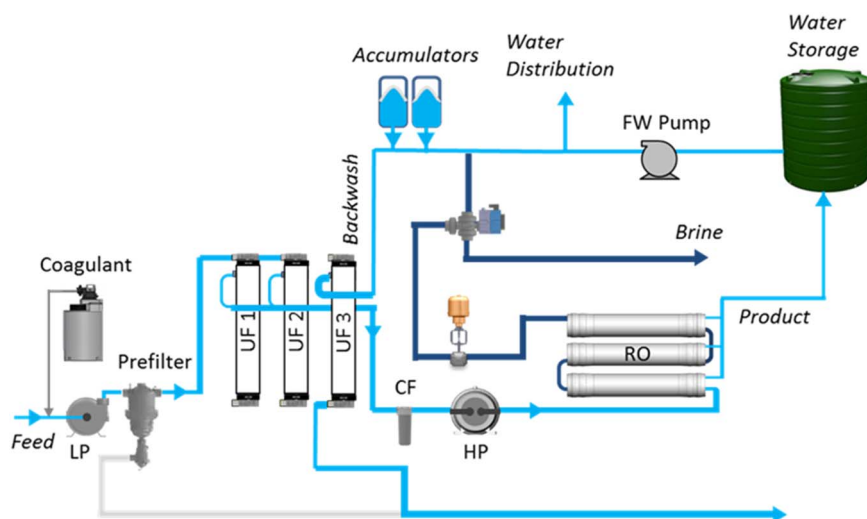 Accumulators
Water
Distribution
Water
Storage
FW Pump
Backwash
Brine
Coagulant
UF 1
UF 2
UF 3
Prefilter
Product
RO
CF
Feed
LP
HP